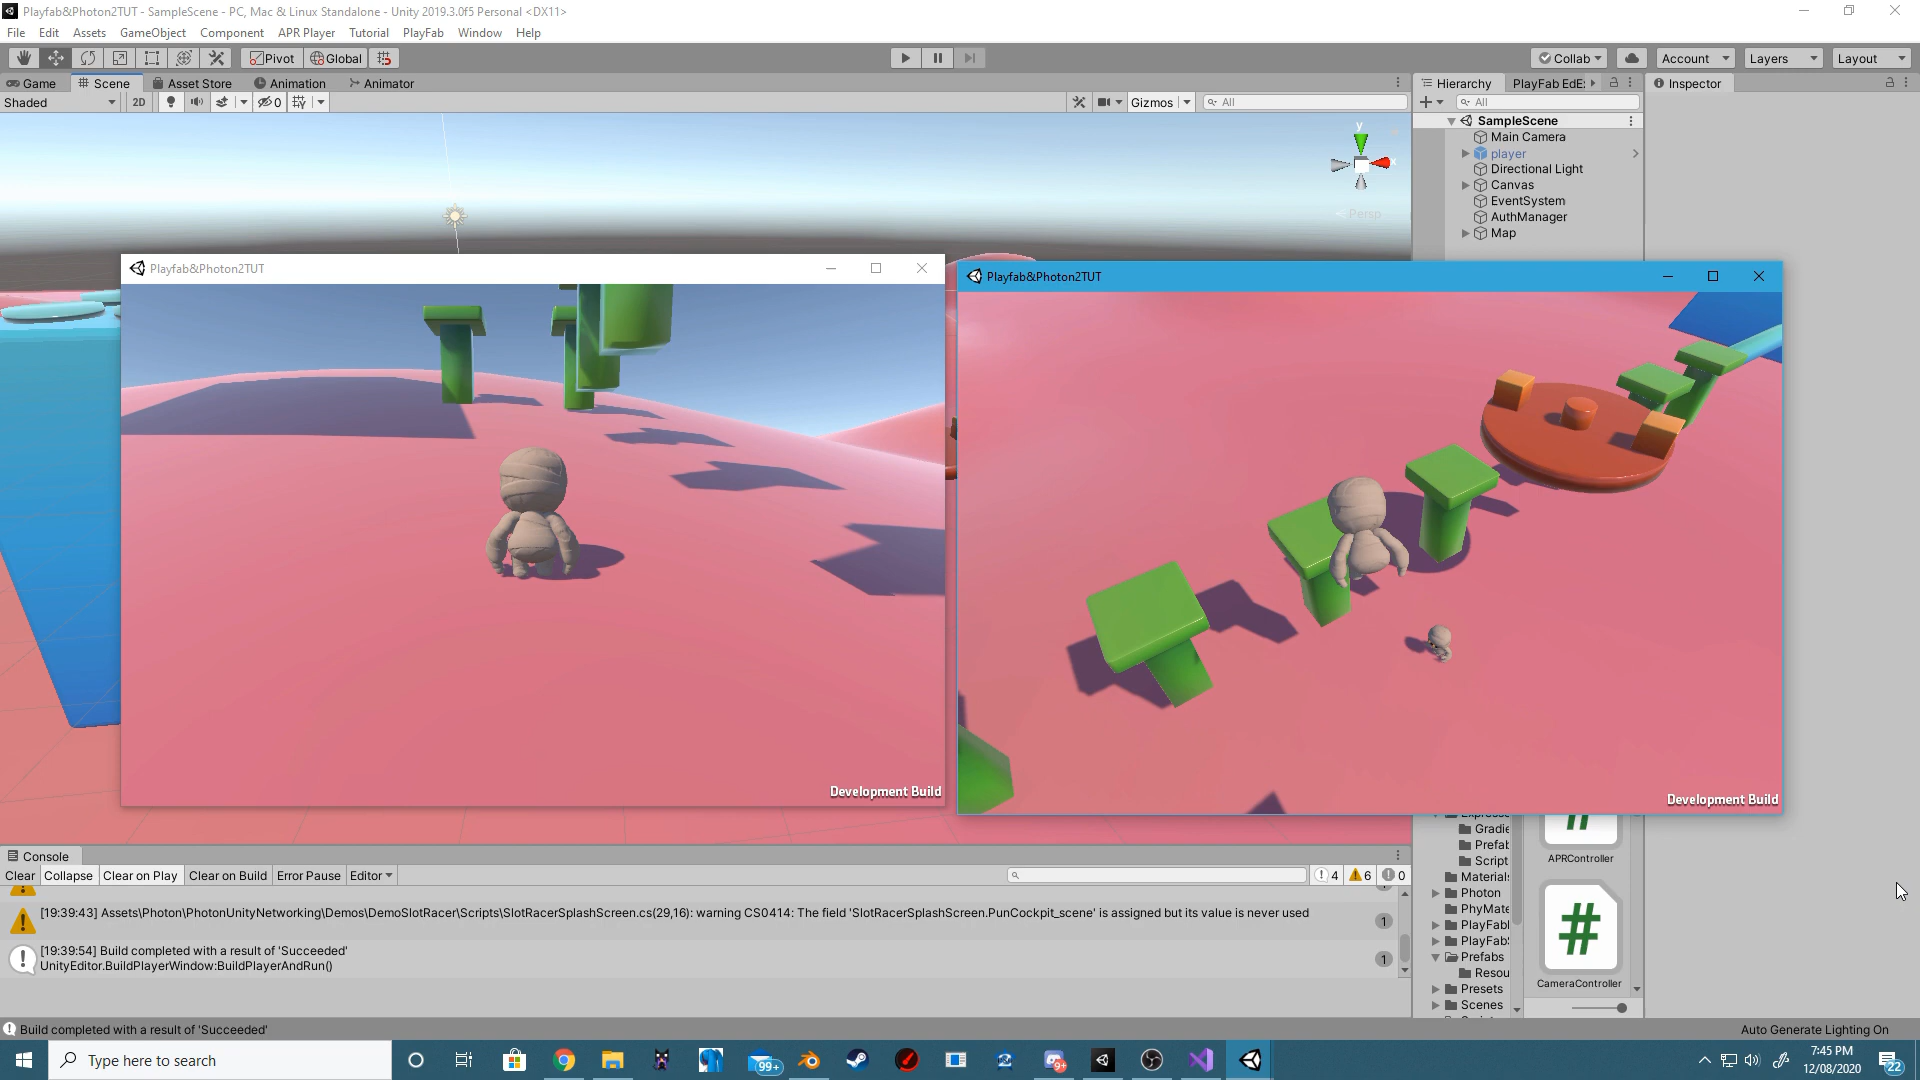 Playfab&Photon2TUT - SampleScene - PC, Mac & Linux Standalone - Unity 2019.3.0f5 Personal <DX11>
File Edit Assets GameObject Component APR Player Tutorial PlayFab Window Help
Pivot Global Collab Account Layers Layout
Game Scene Asset Store Animation Animator Hierarchy PlayFab EdE Inspector
Shaded 2D 0 Gizmos All All
SampleScene
Main Camera
player
Directional Light
Canvas
EventSystem
AuthManager
Map
y
x
Persp
Playfab&Photon2TUT
Development Build
Playfab&Photon2TUT
Development Build
Gradie
Prefab
Script
Materials
Photon
PhyMate
PlayFabE
PlayFabS
Prefabs
Resou
Presets
Scenes
APRController
CameraController
Console
Clear Collapse Clear on Play Clear on Build Error Pause Editor 4 6 0
[19:39:43] Assets\Photon\PhotonUnityNetworking\Demos\DemoSlotRacer\Scripts\SlotRacerSplashScreen.cs(29,16): warning CS0414: The field 'SlotRacerSplashScreen.PunCockpit_scene' is assigned but its value is never used 1
[19:39:54] Build completed with a result of 'Succeeded'
UnityEditor.BuildPlayerWindow:BuildPlayerAndRun() 1
Build completed with a result of 'Succeeded' Auto Generate Lighting On
Type here to search 99+ 9+ 7:45 PM
12/08/2020 22